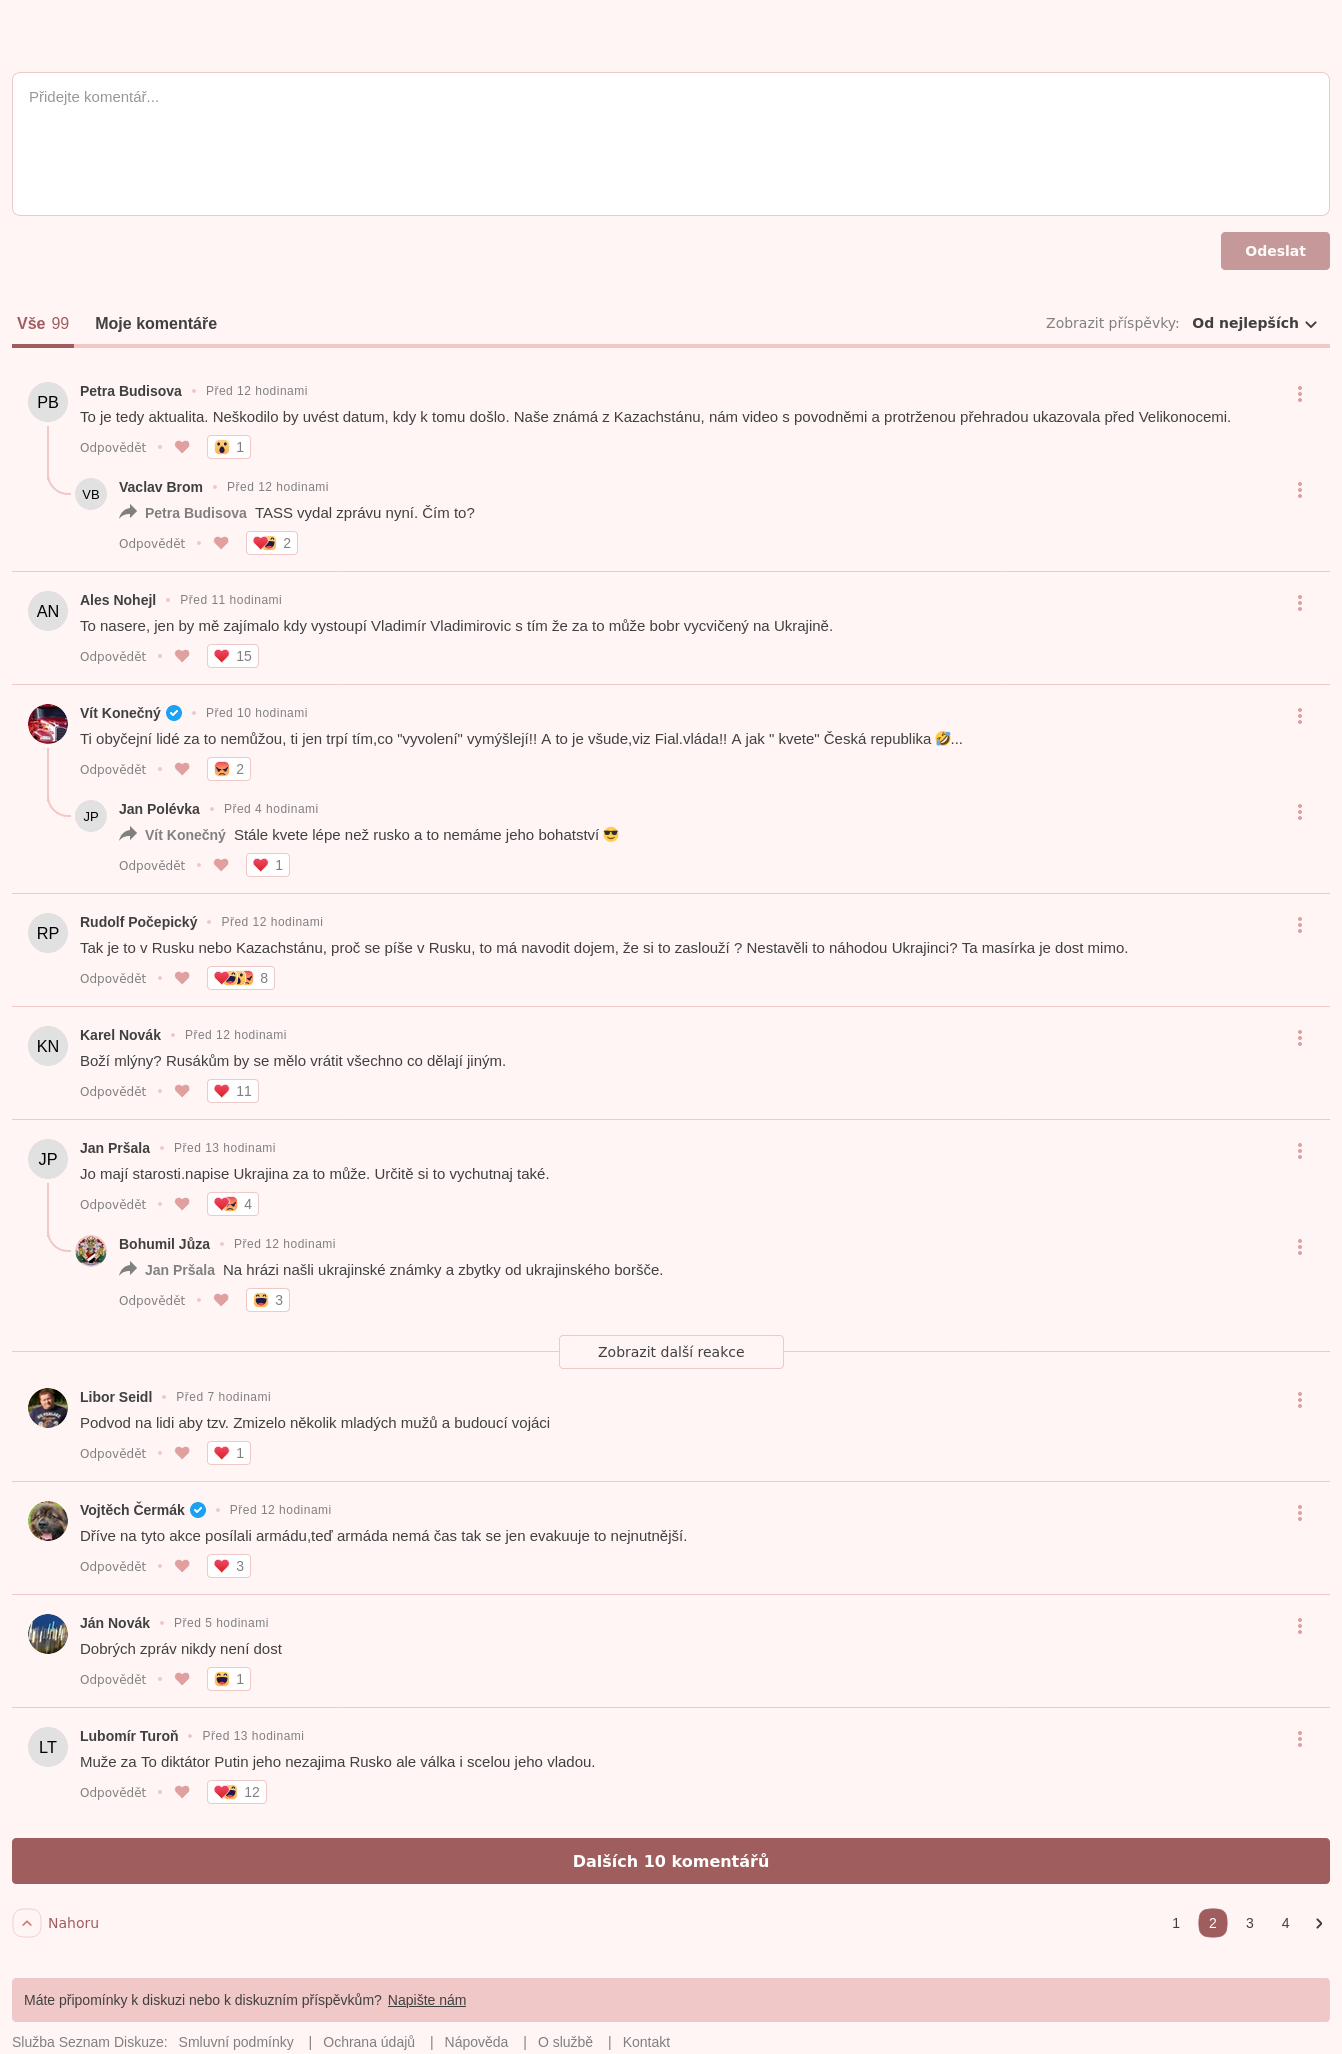 Přidejte komentář...
Odeslat
Vše 99 Moje komentáře Zobrazit příspěvky: Od nejlepších
PB Petra Budisova • Před 12 hodinami
To je tedy aktualita. Neškodilo by uvést datum, kdy k tomu došlo. Naše známá z Kazachstánu, nám video s povodněmi a protrženou přehradou ukazovala před Velikonocemi.
Odpovědět • 1
VB Vaclav Brom • Před 12 hodinami
Petra Budisova TASS vydal zprávu nyní. Čím to?
Odpovědět • 2
AN Ales Nohejl • Před 11 hodinami
To nasere, jen by mě zajímalo kdy vystoupí Vladimír Vladimirovic s tím že za to může bobr vycvičený na Ukrajině.
Odpovědět • 15
Vít Konečný • Před 10 hodinami
Ti obyčejní lidé za to nemůžou, ti jen trpí tím,co "vyvolení" vymýšlejí!! A to je všude,viz Fial.vláda!! A jak " kvete" Česká republika 🤣...
Odpovědět • 2
JP Jan Polévka • Před 4 hodinami
Vít Konečný Stále kvete lépe než rusko a to nemáme jeho bohatství 😎
Odpovědět • 1
RP Rudolf Počepický • Před 12 hodinami
Tak je to v Rusku nebo Kazachstánu, proč se píše v Rusku, to má navodit dojem, že si to zaslouží ? Nestavěli to náhodou Ukrajinci? Ta masírka je dost mimo.
Odpovědět • 8
KN Karel Novák • Před 12 hodinami
Boží mlýny? Rusákům by se mělo vrátit všechno co dělají jiným.
Odpovědět • 11
JP Jan Pršala • Před 13 hodinami
Jo mají starosti.napise Ukrajina za to může. Určitě si to vychutnaj také.
Odpovědět • 4
Bohumil Jůza • Před 12 hodinami
Jan Pršala Na hrázi našli ukrajinské známky a zbytky od ukrajinského boršče.
Odpovědět • 3
Zobrazit další reakce
Libor Seidl • Před 7 hodinami
Podvod na lidi aby tzv. Zmizelo několik mladých mužů a budoucí vojáci
Odpovědět • 1
Vojtěch Čermák • Před 12 hodinami
Dříve na tyto akce posílali armádu,teď armáda nemá čas tak se jen evakuuje to nejnutnější.
Odpovědět • 3
Ján Novák • Před 5 hodinami
Dobrých zpráv nikdy není dost
Odpovědět • 1
LT Lubomír Turoň • Před 13 hodinami
Muže za To diktátor Putin jeho nezajima Rusko ale válka i scelou jeho vladou.
Odpovědět • 12
Dalších 10 komentářů
Nahoru 1 2 3 4
Máte připomínky k diskuzi nebo k diskuzním příspěvkům? Napište nám
Služba Seznam Diskuze: Smluvní podmínky | Ochrana údajů | Nápověda | O službě | Kontakt